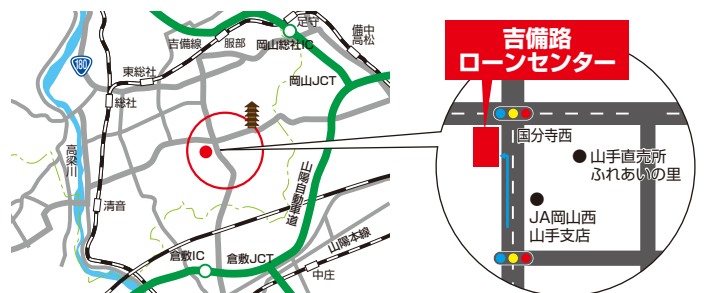 足守
吉備線
服部
岡山総社IC
備中
高松
180
東総社
岡山JCT
総社
高梁川
清音
山陽自動車道
山陽本線
倉敷IC
倉敷JCT
中庄
吉備路
ローンセンター
国分寺西
山手直売所
ふれあいの里
JA岡山西
山手支店